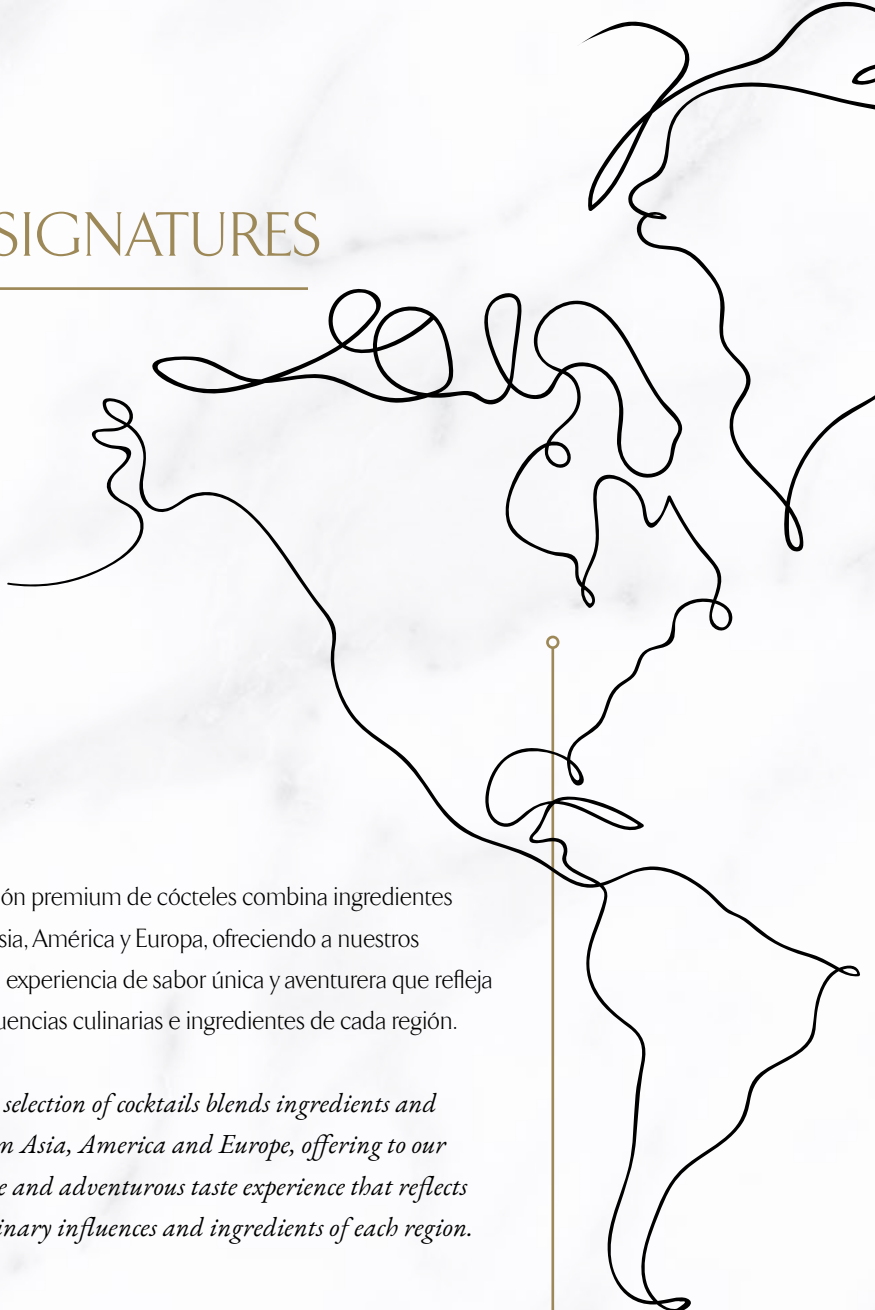 SIGNATURES
ón premium de cócteles combina ingredientes
sia, América y Europa, ofreciendo a nuestros
experiencia de sabor única y aventurera que refleja
uencias culinarias e ingredientes de cada región.
selection of cocktails blends ingredients and
m Asia, America and Europe, offering to our
e and adventurous taste experience that reflects
inary influences and ingredients of each region.